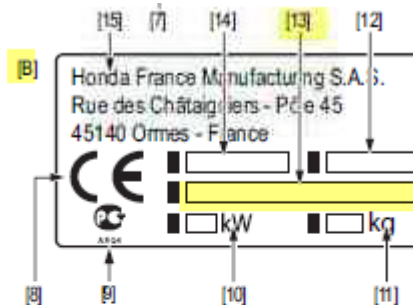 [15] [7] [14] [13] [12]
[B]
Honda France Manufacturing S.A.S.
Rue des Châtaigniers - Pôle 45
45140 Ormes - France
CE
kW kg
[8] [9] [10] [11]